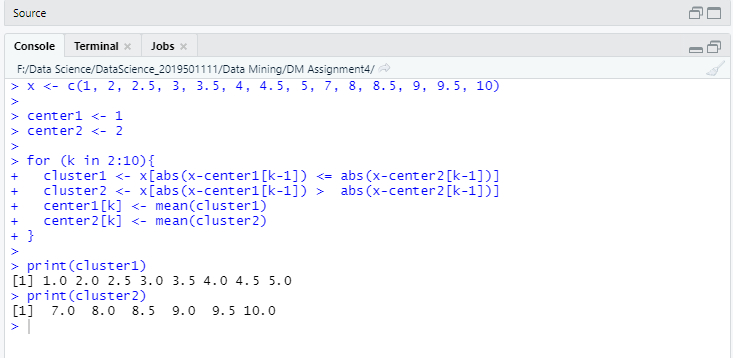 Source
Console Terminal × Jobs ×
F:/Data Science/DataScience_2019501111/Data Mining/DM Assignment4/
> x <- c(1, 2, 2.5, 3, 3.5, 4, 4.5, 5, 7, 8, 8.5, 9, 9.5, 10)
>
> center1 <- 1
> center2 <- 2
>
> for (k in 2:10){
+   cluster1 <- x[abs(x-center1[k-1]) <= abs(x-center2[k-1])]
+   cluster2 <- x[abs(x-center1[k-1]) >  abs(x-center2[k-1])]
+   center1[k] <- mean(cluster1)
+   center2[k] <- mean(cluster2)
+ }
>
> print(cluster1)
[1] 1.0 2.0 2.5 3.0 3.5 4.0 4.5 5.0
> print(cluster2)
[1]  7.0  8.0  8.5  9.0  9.5 10.0
>